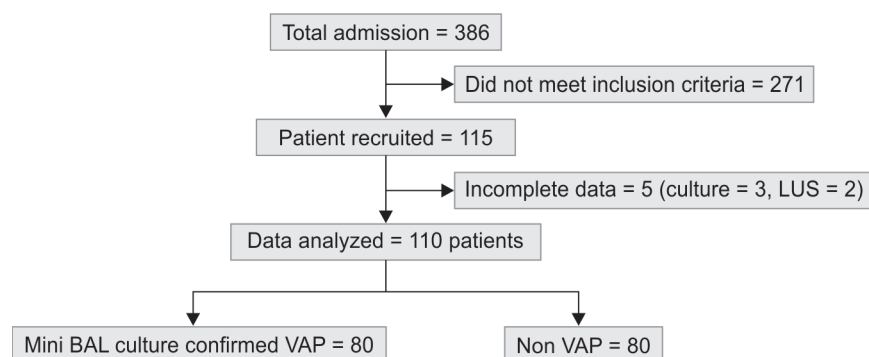 Total admission = 386
Did not meet inclusion criteria = 271
Patient recruited = 115
Incomplete data = 5 (culture = 3, LUS = 2)
Data analyzed = 110 patients
Mini BAL culture confirmed VAP = 80
Non VAP = 80